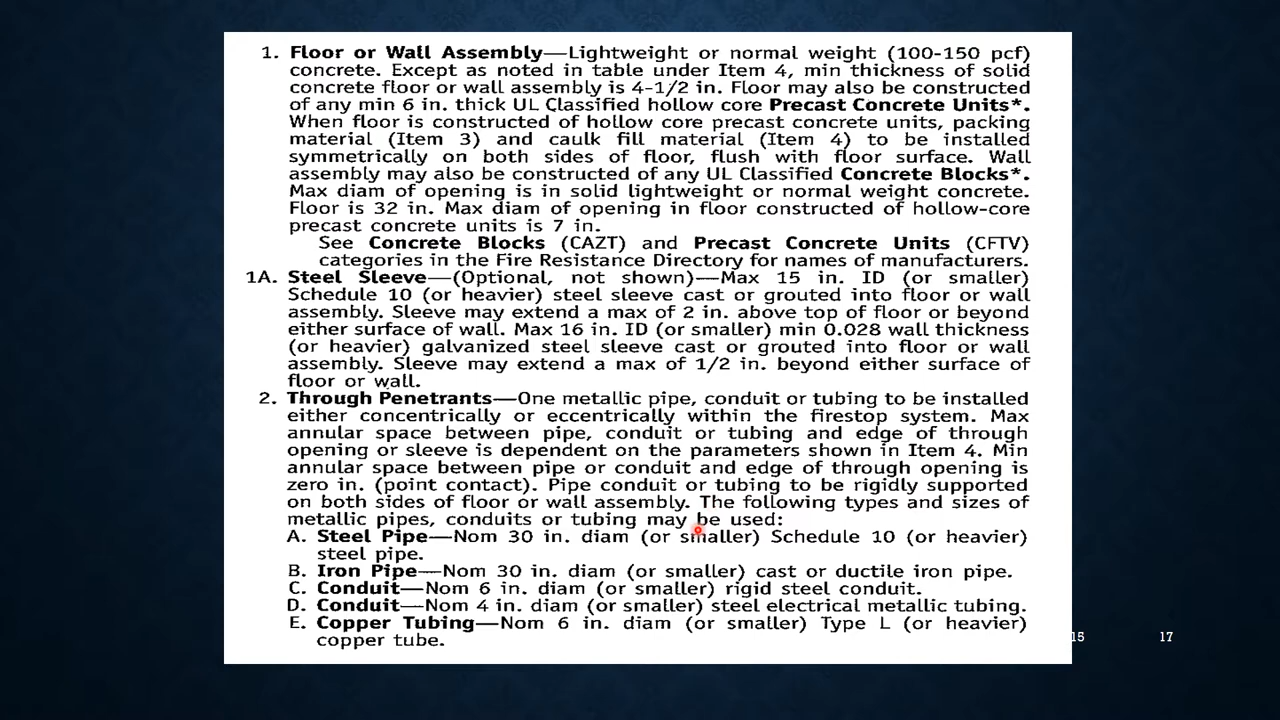 1. Floor or Wall Assembly—Lightweight or normal weight (100-150 pcf)
concrete. Except as noted in table under Item 4, min thickness of solid
concrete floor or wall assembly is 4-1/2 in. Floor may also be constructed
of any min 6 in. thick UL Classified hollow core Precast Concrete Units*.
When floor is constructed of hollow core precast concrete units, packing
material (Item 3) and caulk fill material (Item 4) to be installed
symmetrically on both sides of floor, flush with floor surface. Wall
assembly may also be constructed of any UL Classified Concrete Blocks*.
Max diam of opening is in solid lightweight or normal weight concrete.
Floor is 32 in. Max diam of opening in floor constructed of hollow-core
precast concrete units is 7 in.
See Concrete Blocks (CAZT) and Precast Concrete Units (CFTV)
categories in the Fire Resistance Directory for names of manufacturers.
1A. Steel Sleeve—(Optional, not shown)—Max 15 in. ID (or smaller)
Schedule 10 (or heavier) steel sleeve cast or grouted into floor or wall
assembly. Sleeve may extend a max of 2 in. above top of floor or beyond
either surface of wall. Max 16 in. ID (or smaller) min 0.028 wall thickness
(or heavier) galvanized steel sleeve cast or grouted into floor or wall
assembly. Sleeve may extend a max of 1/2 in. beyond either surface of
floor or wall.
2. Through Penetrants—One metallic pipe, conduit or tubing to be installed
either concentrically or eccentrically within the firestop system. Max
annular space between pipe, conduit or tubing and edge of through
opening or sleeve is dependent on the parameters shown in Item 4. Min
annular space between pipe or conduit and edge of through opening is
zero in. (point contact). Pipe conduit or tubing to be rigidly supported
on both sides of floor or wall assembly. The following types and sizes of
metallic pipes, conduits or tubing may be used:
A. Steel Pipe—Nom 30 in. diam (or smaller) Schedule 10 (or heavier)
steel pipe.
B. Iron Pipe—Nom 30 in. diam (or smaller) cast or ductile iron pipe.
C. Conduit—Nom 6 in. diam (or smaller) rigid steel conduit.
D. Conduit—Nom 4 in. diam (or smaller) steel electrical metallic tubing.
E. Copper Tubing—Nom 6 in. diam (or smaller) Type L (or heavier)
copper tube.
15 17